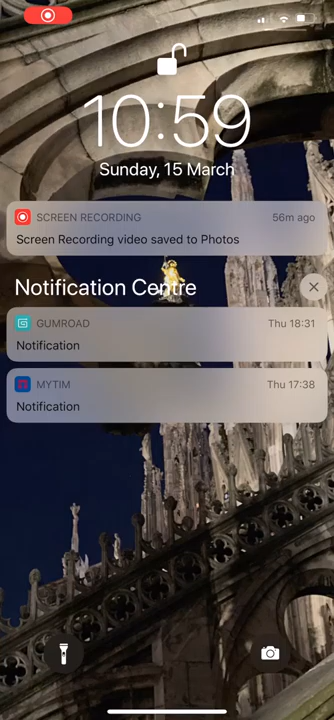 10:59
Sunday, 15 March
SCREEN RECORDING 56m ago
Screen Recording video saved to Photos
Notification Centre
GUMROAD Thu 18:31
Notification
MYTIM Thu 17:38
Notification